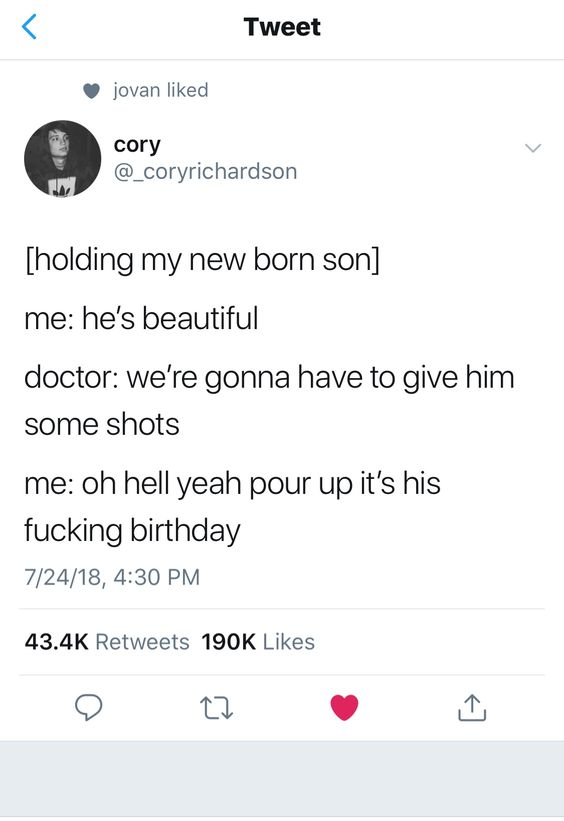 Tweet
jovan liked
cory
@_coryrichardson
[holding my new born son]
me: he's beautiful
doctor: we're gonna have to give him
some shots
me: oh hell yeah pour up it's his
fucking birthday
7/24/18, 4:30 PM
43.4K Retweets 190K Likes